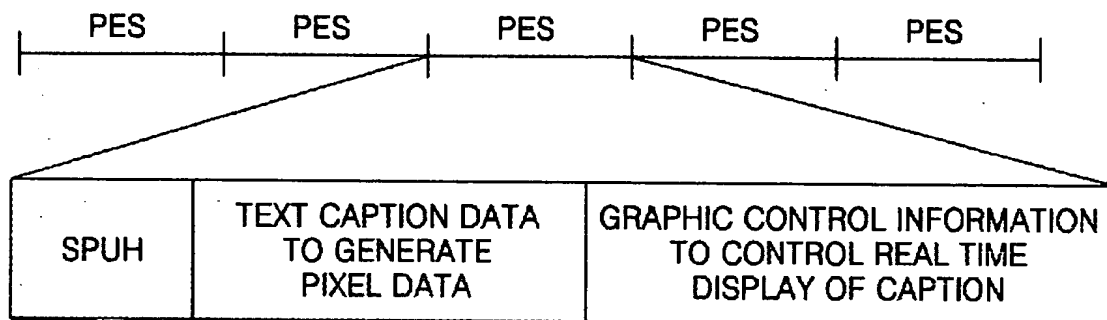 PES PES PES PES PES
SPUH
TEXT CAPTION DATA
TO GENERATE
PIXEL DATA
GRAPHIC CONTROL INFORMATION
TO CONTROL REAL TIME
DISPLAY OF CAPTION